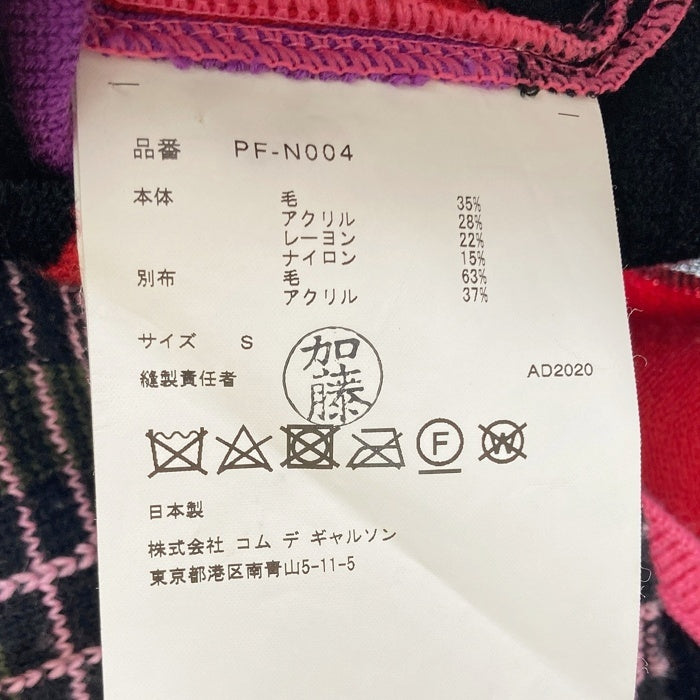 品番 PF-N004
本体 毛 35%
アクリル 28%
レーヨン 22%
ナイロン 15%
別布 毛 63%
アクリル 37%
サイズ S
加藤
縫製責任者 AD2020
F W
日本製
株式会社 コム デ ギャルソン
東京都港区南青山5-11-5